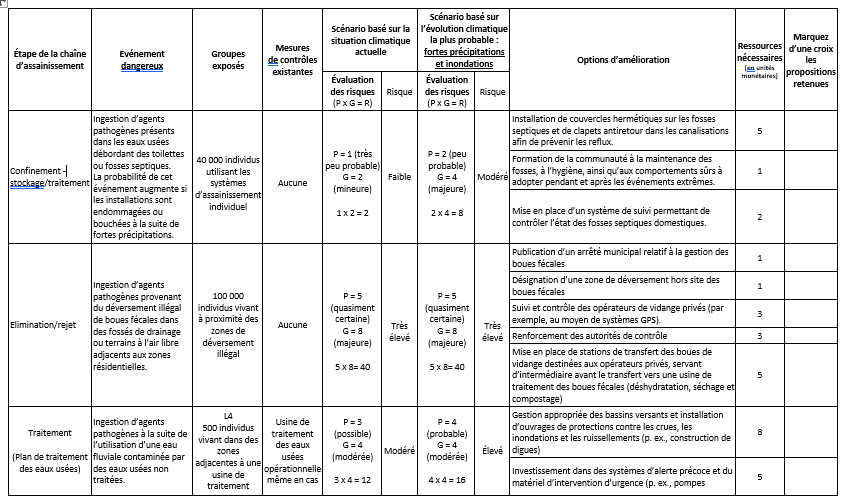 Étape de la chaîne
d'assainissement
Evénement
dangereux
Groupes
exposés
Mesures
de contrôles
existantes
Scénario basé sur la
situation climatique
actuelle
Scénario basé sur
l'évolution climatique
la plus probable :
fortes précipitations
et inondations
Options d'amélioration
Ressources
nécessaires
[en unités
monétaires]
Marquez
d'une croix
les
propositions
retenues
Évaluation
des risques
(P x G = R)
Risque
Évaluation
des risques
(P x G = R)
Risque
Confinement -
stockage/traitement
Ingestion d'agents
pathogènes présents
dans les eaux usées
débordant des toilettes
ou fosses septiques.
La probabilité de cet
événement augmente si
les installations sont
endommagées ou
bouchées à la suite de
fortes précipitations.
40 000 individus
utilisant les
systèmes
d'assainissement
individuel
Aucune
P = 1 (très
peu probable)
G = 2
(mineure)
1 x 2 = 2
Faible
P = 2 (peu
probable)
G = 4
(majeure)
2 x 4 = 8
Modéré
Installation de couvercles hermétiques sur les fosses
septiques et de clapets antiretour dans les canalisations
afin de prévenir les reflux.
5
Formation de la communauté à la maintenance des
fosses, à l'hygiène, ainsi qu'aux comportements sûrs à
adopter pendant et après les événements extrêmes.
1
Mise en place d'un système de suivi permettant de
contrôler l'état des fosses septiques domestiques.
2
Elimination/rejet
Ingestion d'agents
pathogènes provenant
du déversement illégal
de boues fécales dans
des fossés de drainage
ou terrains à l'air libre
adjacents aux zones
résidentielles.
100 000
individus vivant
à proximité des
zones de
déversement
illégal
Aucune
P = 5
(quasiment
certaine)
G = 8
(majeure)
5 x 8= 40
Très
élevé
P = 5
(quasiment
certaine)
G = 8
(majeure)
5 x 8= 40
Très
élevé
Publication d'un arrêté municipal relatif à la gestion des
boues fécales
1
Désignation d'une zone de déversement hors site des
boues fécales
1
Suivi et contrôle des opérateurs de vidange privés (par
exemple, au moyen de systèmes GPS).
3
Renforcement des autorités de contrôle
3
Mise en place de stations de transfert des boues de
vidange destinées aux opérateurs privés, servant
d'intermédiaire avant le transfert vers une usine de
traitement des boues fécales (déshydratation, séchage et
compostage)
5
Traitement
(Plan de traitement
des eaux usées)
Ingestion d'agents
pathogènes à la suite de
l'utilisation d'une eau
fluviale contaminée par
des eaux usées non
traitées.
L4
500 individus
vivant dans des
zones
adjacentes à une
usine de
traitement
Usine de
traitement
des eaux
usées
opérationnelle
même en cas
P = 3
(possible)
G = 4
(modérée)
3 x 4 = 12
Modéré
P = 4
(probable)
G = 4
(modérée)
4 x 4 = 16
Élevé
Gestion appropriée des bassins versants et installation
d'ouvrages de protections contre les crues, les
inondations et les ruissellements (p. ex., construction de
digues)
8
Investissement dans des systèmes d'alerte précoce et du
matériel d'intervention d'urgence (p. ex., pompes
5